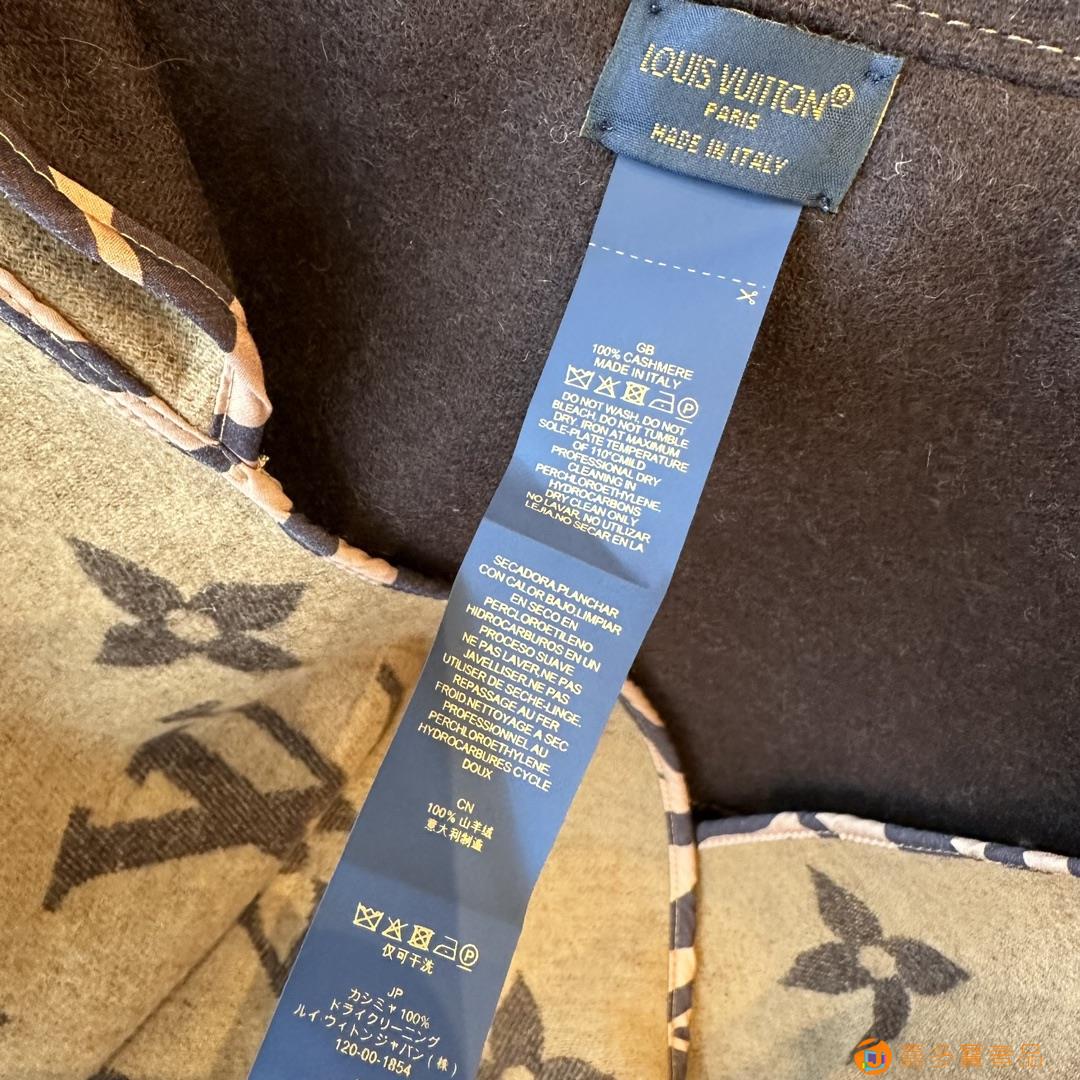 LOUIS VUITTON®
PARIS
MADE IN ITALY
GB
100% CASHMERE
MADE IN ITALY
P
DO NOT WASH. DO NOT
BLEACH. DO NOT TUMBLE
DRY. IRON AT MAXIMUM
SOLE-PLATE TEMPERATURE
OF 110°CMILD
PROFESSIONAL DRY
CLEANING IN
PERCHLOROETHYLENE.
HYDROCARBONS
DRY CLEAN ONLY
NO LAVAR. NO UTILIZAR
LEJIA.NO SECAR EN LA
SECADORA.PLANCHAR
CON CALOR BAJO.LIMPIAR
EN SECO EN
PERCLOROETILENO
HIDROCARBUROS EN UN
PROCESO SUAVE
NE PAS LAVER.NE PAS
JAVELLISER.NE PAS
UTILISER DE SECHE-LINGE.
REPASSAGE AU FER
FROID.NETTOYAGE A SEC
PROFESSIONNEL AU
PERCHLOROETHYLENE.
HYDROCARBURES CYCLE
DOUX
CN
100% 山羊绒
意大利制造
P
仅可干洗
JP
カシミャ 100%
ドライクリーニング
ルイ·ヴィトンジャパン(株)
120-00-1854